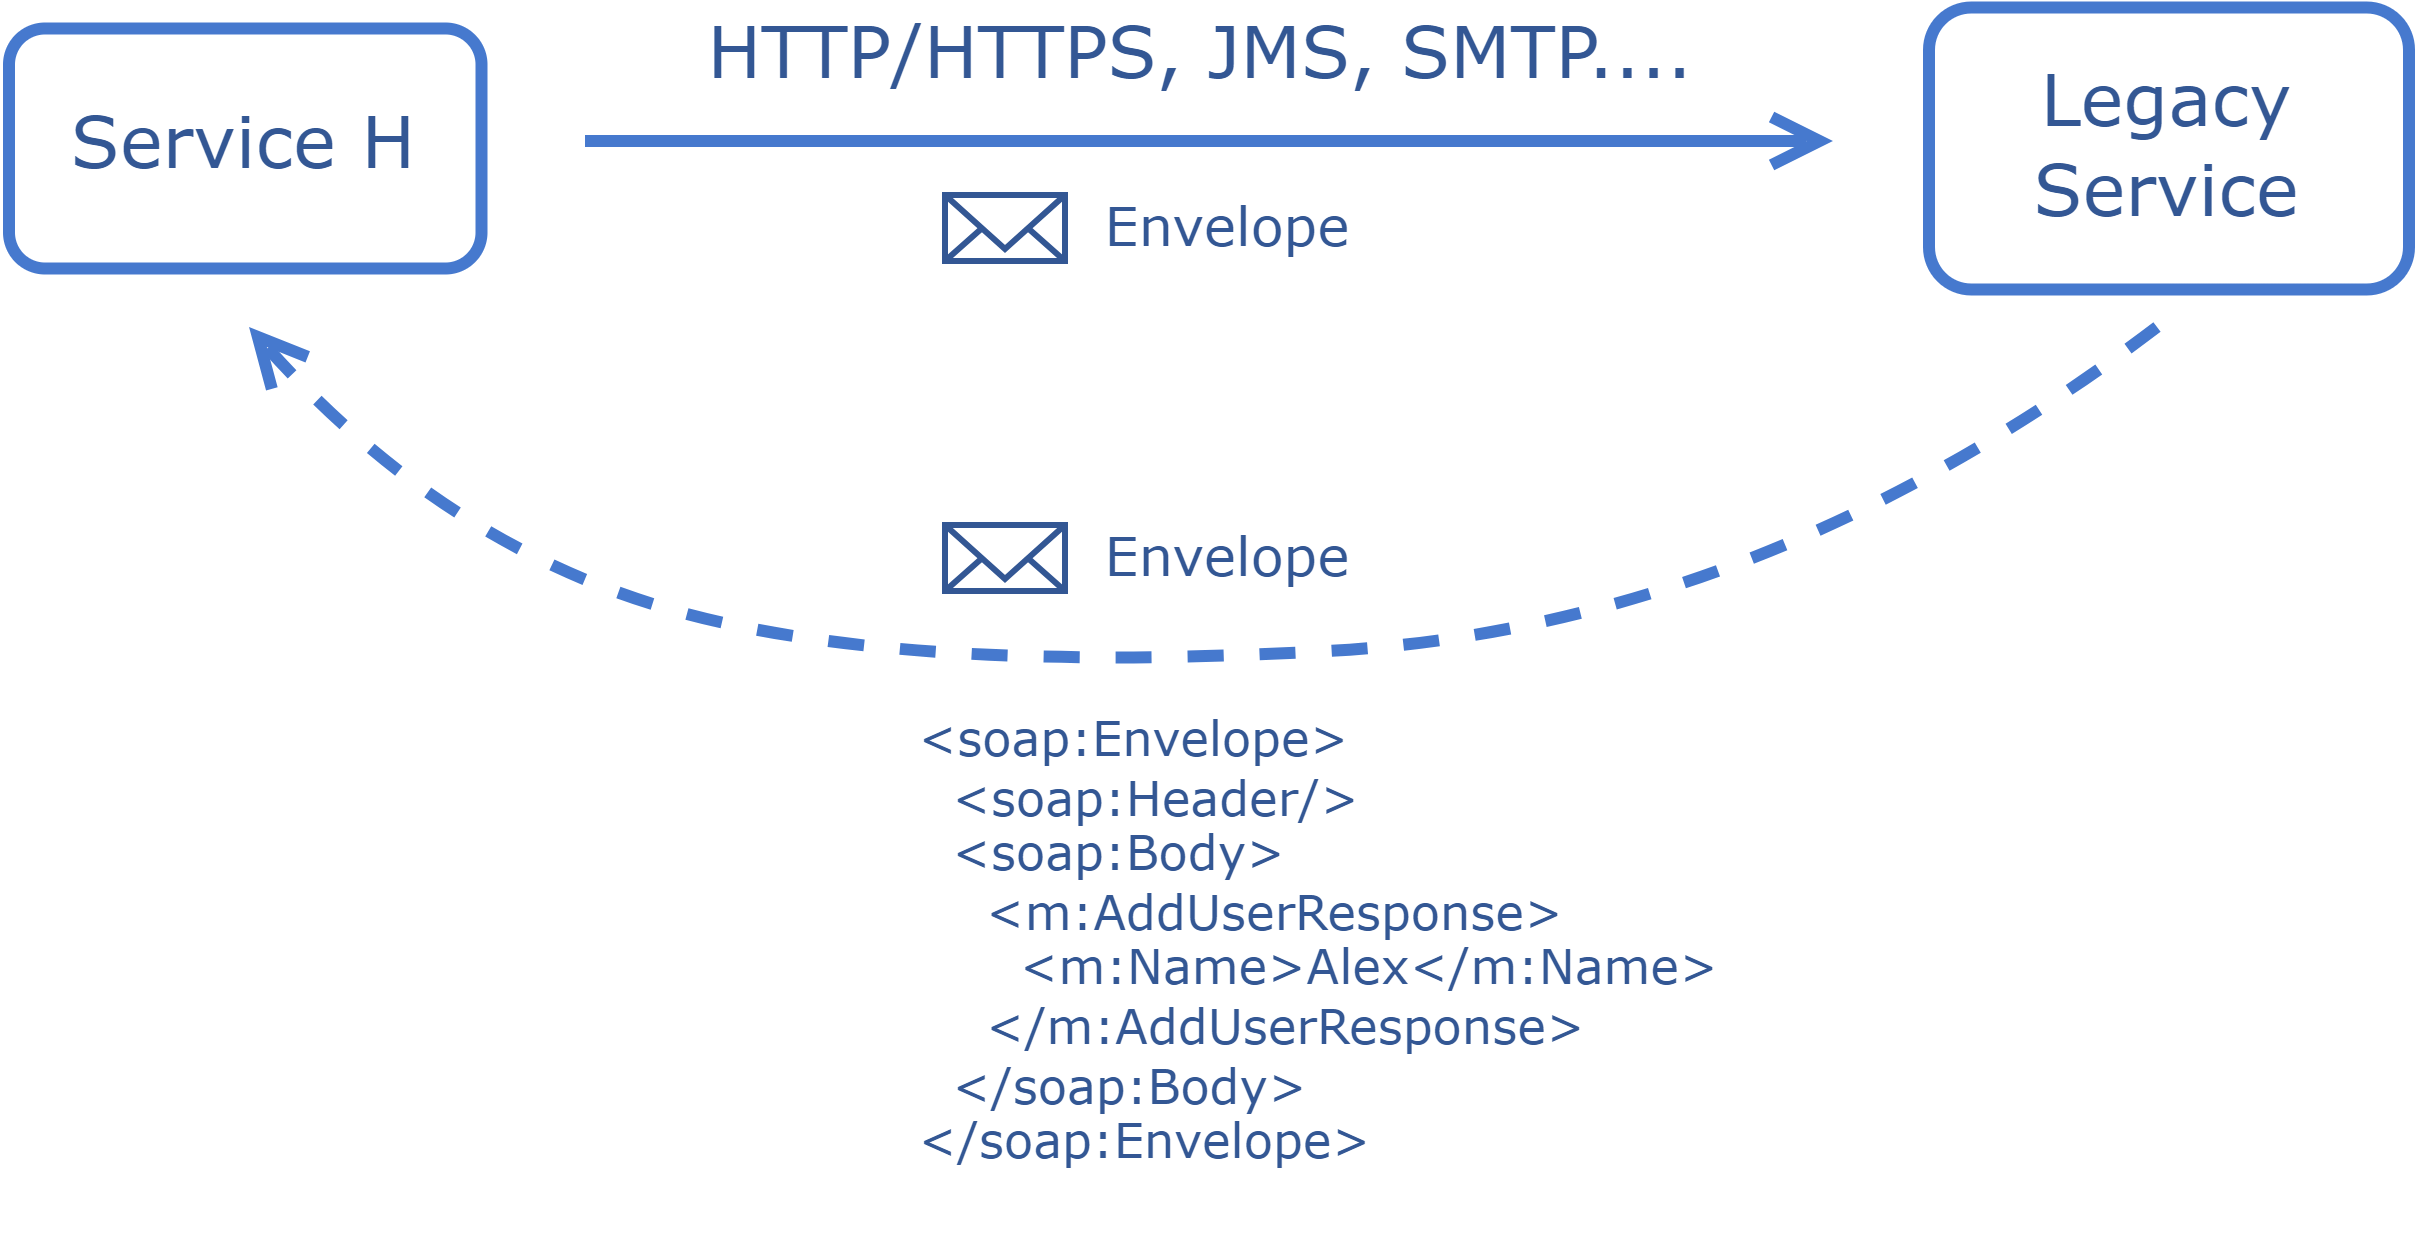 Service H
HTTP/HTTPS, JMS, SMTP....
Legacy
Service
Envelope
Envelope
<soap:Envelope>
<soap:Header/>
<soap:Body>
<m:AddUserResponse>
<m:Name>Alex</m:Name>
</m:AddUserResponse>
</soap:Body>
</soap:Envelope>